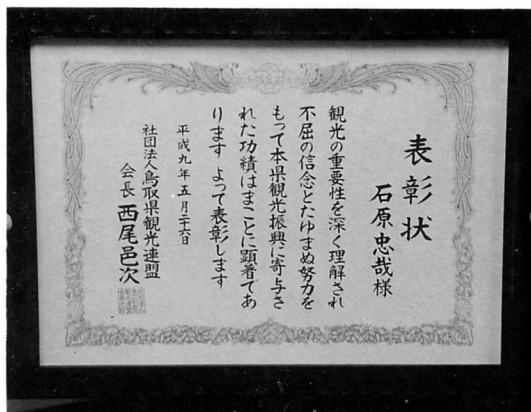 表彰状
石原忠哉様
観光の重要性を深く理解され
不屈の信念とたゆまぬ努力を
もって本県観光振興に寄与さ
れた功績はまことに顕著であ
ります よって表彰します
平成九年五月二十六日
社団法人鳥取県観光連盟
会長 西尾邑次